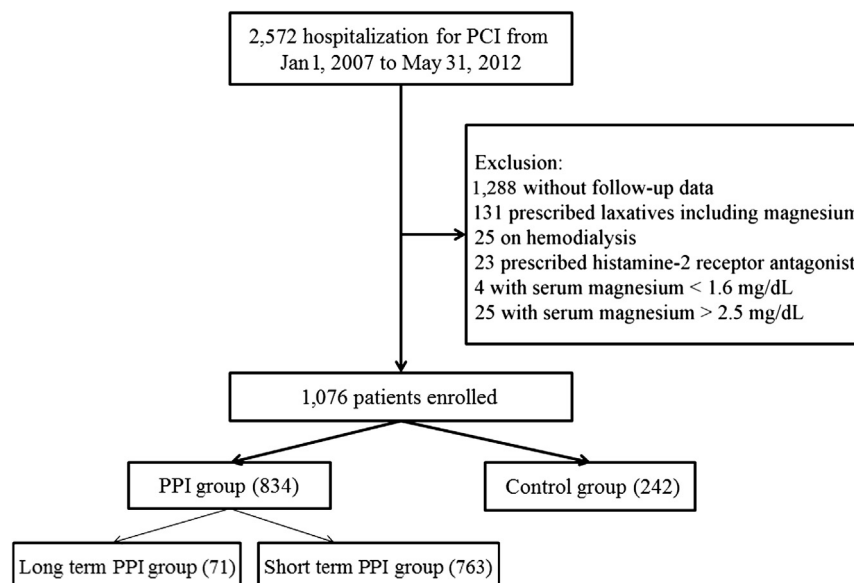 2,572 hospitalization for PCI from
Jan 1, 2007 to May 31, 2012
Exclusion:
1,288 without follow-up data
131 prescribed laxatives including magnesium
25 on hemodialysis
23 prescribed histamine-2 receptor antagonist
4 with serum magnesium < 1.6 mg/dL
25 with serum magnesium > 2.5 mg/dL
1,076 patients enrolled
PPI group (834)
Control group (242)
Long term PPI group (71)
Short term PPI group (763)